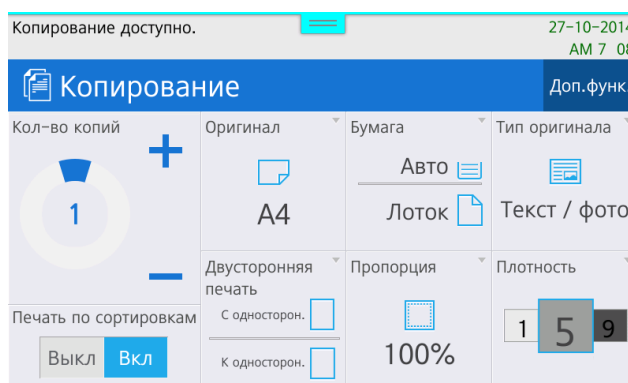 Копирование доступно.
27-10-2014
AM 7 08
Копирование
Доп.функ.
Кол-во копий
1
Оригинал
A4
Бумага
Авто
Лоток
Тип оригинала
Текст / фото
Печать по сортировкам
Выкл Вкл
Двусторонняя
печать
С односторон.
К односторон.
Пропорция
100%
Плотность
1 5 9